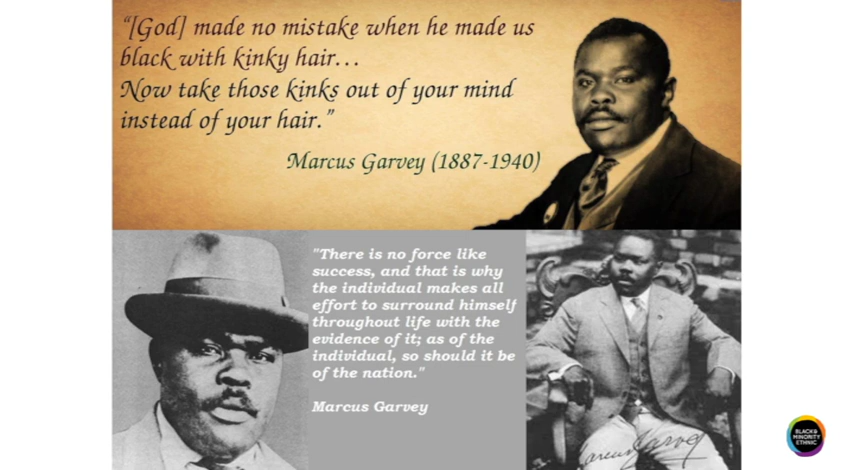 “[God] made no mistake when he made us
black with kinky hair…
Now take those kinks out of your mind
instead of your hair.”
Marcus Garvey (1887-1940)
"There is no force like
success, and that is why
the individual makes all
effort to surround himself
throughout life with the
evidence of it; as of the
individual, so should it be
of the nation."
Marcus Garvey
Marcus Garvey
BLACK&
MINORITY
ETHNIC